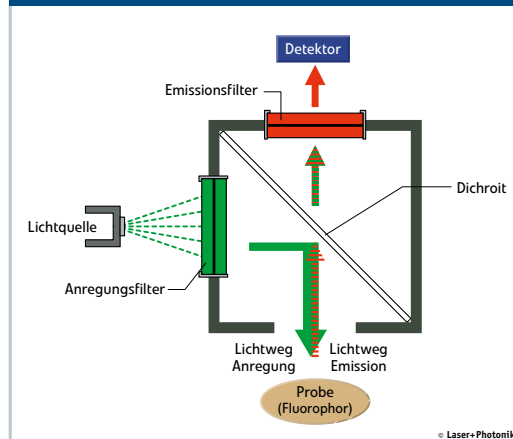 Detektor
Emissionsfilter
Dichroit
Lichtquelle
Anregungsfilter
Lichtweg
Anregung
Lichtweg
Emission
Probe
(Fluorophor)
© Laser+Photonik